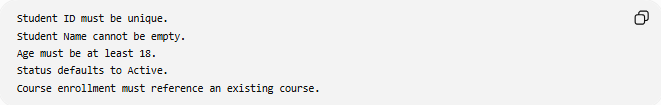 Student ID must be unique.
Student Name cannot be empty.
Age must be at least 18.
Status defaults to Active.
Course enrollment must reference an existing course.